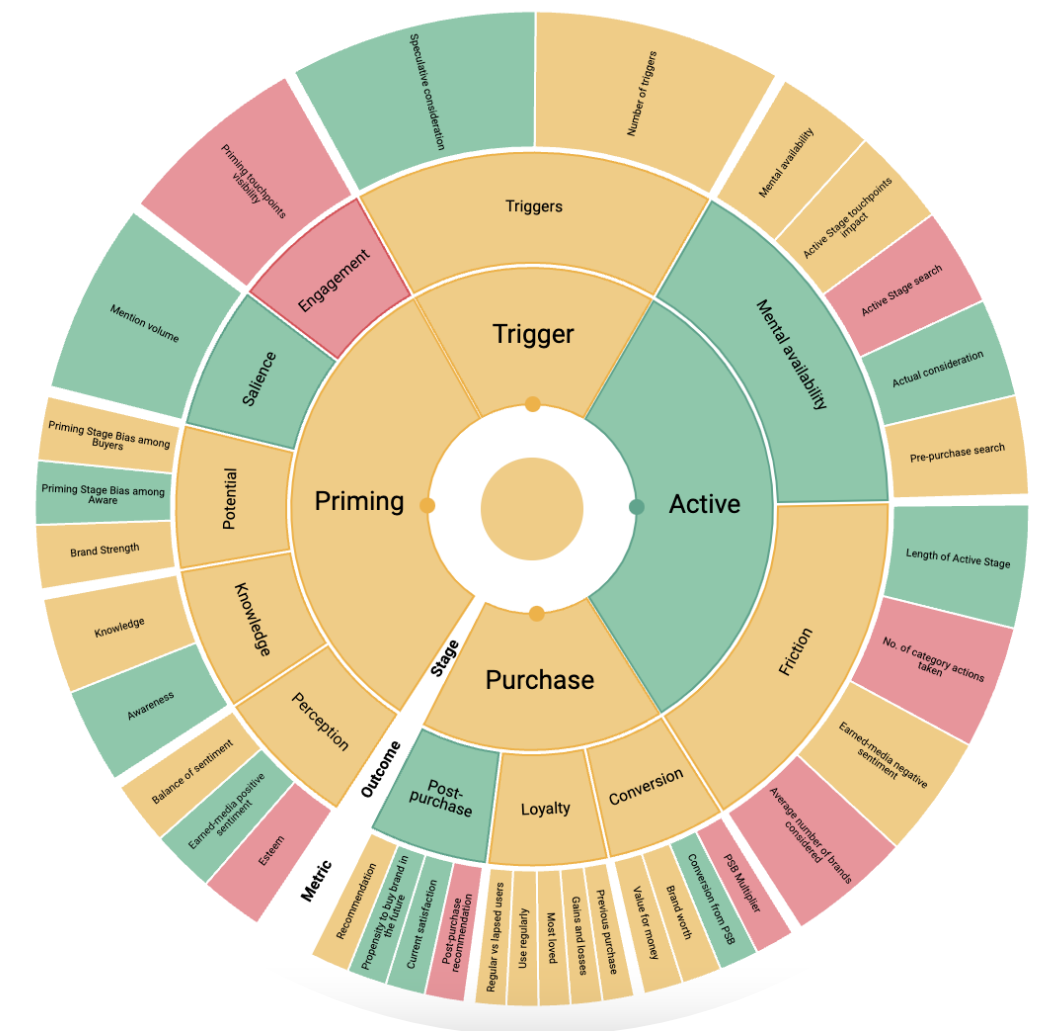 Speculative consideration
Number of triggers
Mental availability
Active Stage touchpoints
impact
Active Stage search
Actual consideration
Pre-purchase search
Length of Active Stage
No. of category actions
taken
Earned-media negative
sentiment
Average number of brands
considered
PSB Multiplier
Conversion from PSB
Brand worth
Value for money
Previous purchase
Gains and losses
Most loved
Use regularly
Regular vs lapsed users
Post-purchase
recommendation
Current satisfaction
Propensity to buy brand in
the future
Recommendation
Metric
Esteem
Earned-media positive
sentiment
Balance of sentiment
Awareness
Knowledge
Brand Strength
Priming Stage Bias among
Aware
Priming Stage Bias among
Buyers
Mention volume
Priming touchpoints
visibility
Triggers
Mental availability
Friction
Conversion
Loyalty
Post-
purchase
Outcome
Perception
Knowledge
Potential
Salience
Engagement
Trigger
Active
Purchase
Stage
Priming